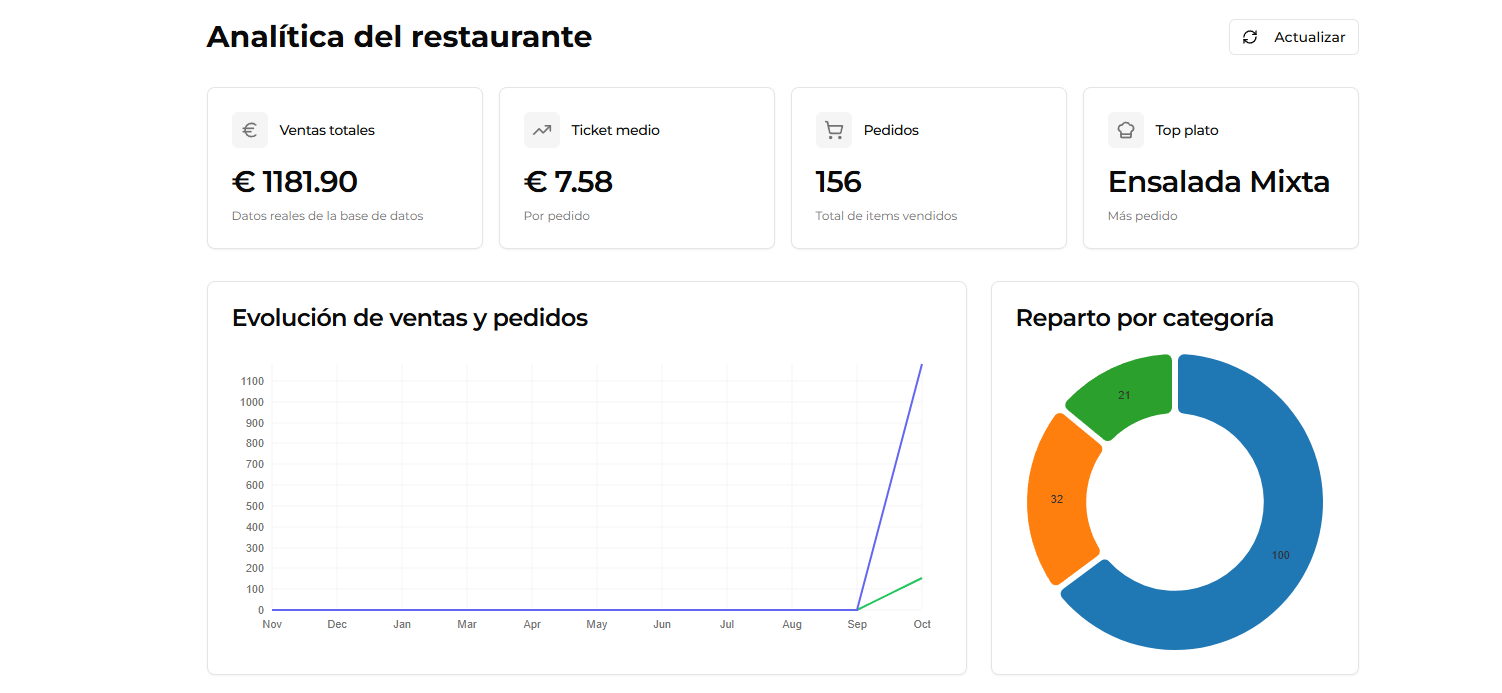 Analítica del restaurante
Actualizar
Ventas totales
€ 1181.90
Datos reales de la base de datos
Ticket medio
€ 7.58
Por pedido
Pedidos
156
Total de items vendidos
Top plato
Ensalada Mixta
Más pedido
Evolución de ventas y pedidos
1100
1000
900
800
700
600
500
400
300
200
100
0
Nov Dec Jan Mar Apr May Jun Jul Aug Sep Oct
Reparto por categoría
21
32
100